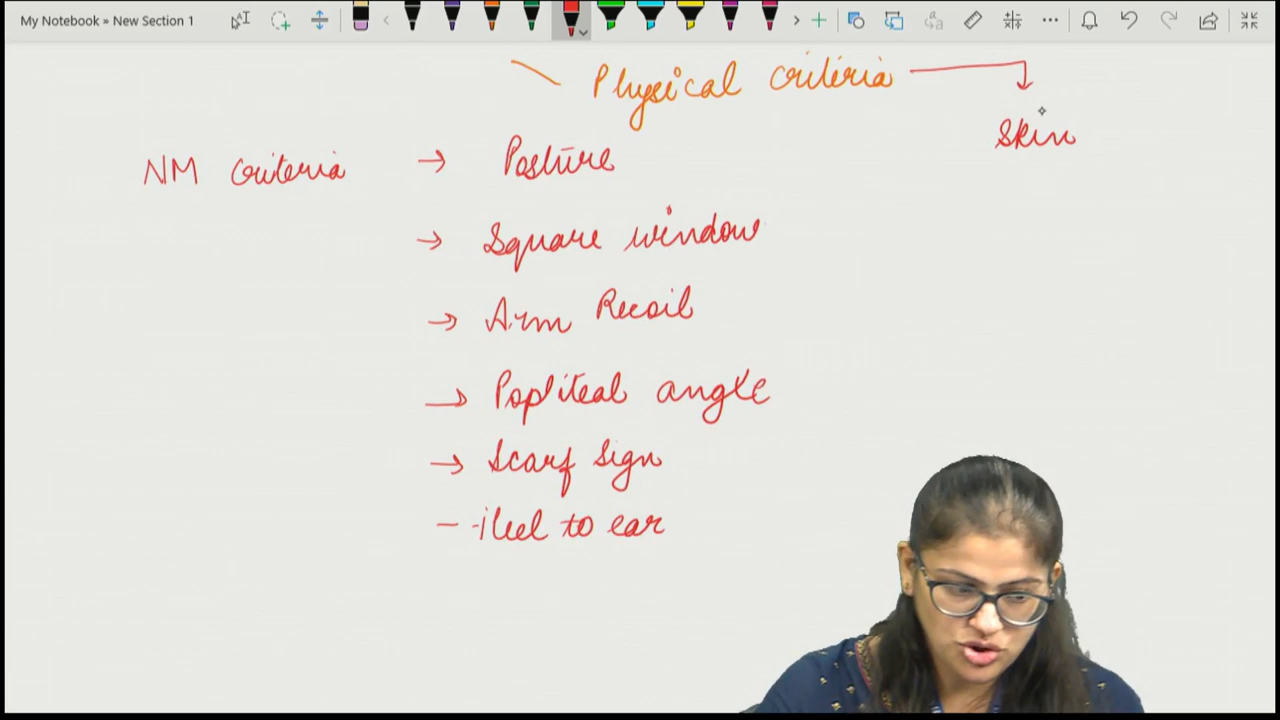 My Notebook » New Section 1
Physical criteria
Skin
NM criteria → Posture
→ Square window
→ Arm Recoil
→ Popliteal angle
→ Scarf sign
– Heel to ear